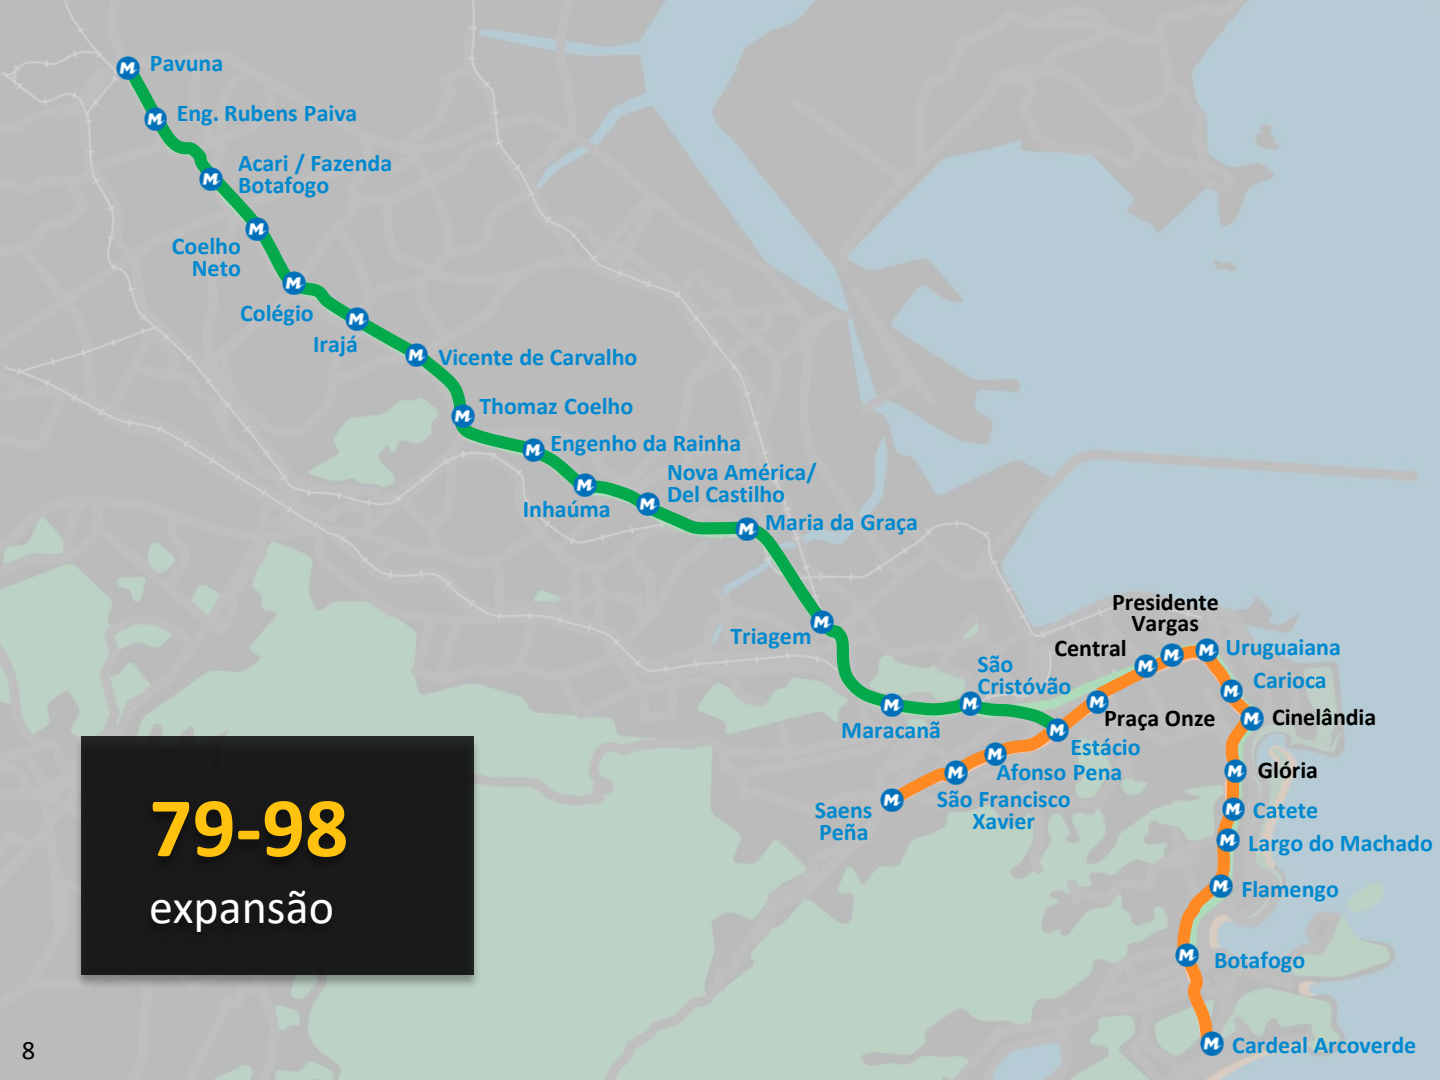 Pavuna
Eng. Rubens Paiva
Acari / Fazenda
Botafogo
Coelho
Neto
Colégio
Irajá
Vicente de Carvalho
Thomaz Coelho
Engenho da Rainha
Nova América/
Del Castilho
Inhaúma
Maria da Graça
Triagem
Maracanã
São
Cristóvão
Central
Presidente
Vargas
Uruguaiana
Carioca
Cinelândia
Praça Onze
Estácio
Afonso Pena
São Francisco
Xavier
Saens
Peña
Glória
Catete
Largo do Machado
Flamengo
Botafogo
Cardeal Arcoverde
79-98
expansão
8